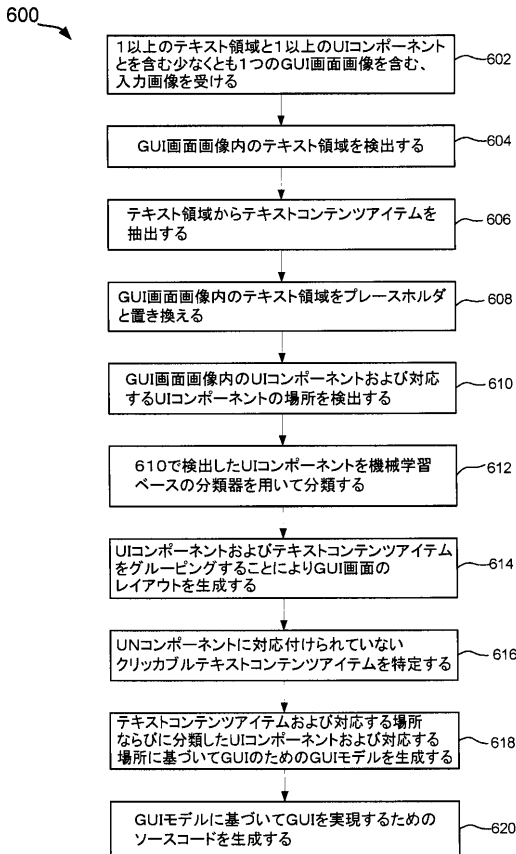 600
1以上のテキスト領域と1以上のUIコンポーネント
とを含む少なくとも1つのGUI画面画像を含む、
入力画像を受ける
602
GUI画面画像内のテキスト領域を検出する
604
テキスト領域からテキストコンテンツアイテムを
抽出する
606
GUI画面画像内のテキスト領域をプレースホルダ
と置き換える
608
GUI画面画像内のUIコンポーネントおよび対応
するUIコンポーネントの場所を検出する
610
610で検出したUIコンポーネントを機械学習
ベースの分類器を用いて分類する
612
UIコンポーネントおよびテキストコンテンツアイテム
をグルーピングすることによりGUI画面の
レイアウトを生成する
614
UNコンポーネントに対応付けられていない
クリッカブルテキストコンテンツアイテムを特定する
616
テキストコンテンツアイテムおよび対応する場所
ならびに分類したUIコンポーネントおよび対応する
場所に基づいてGUIのためのGUIモデルを生成する
618
GUIモデルに基づいてGUIを実現するための
ソースコードを生成する
620